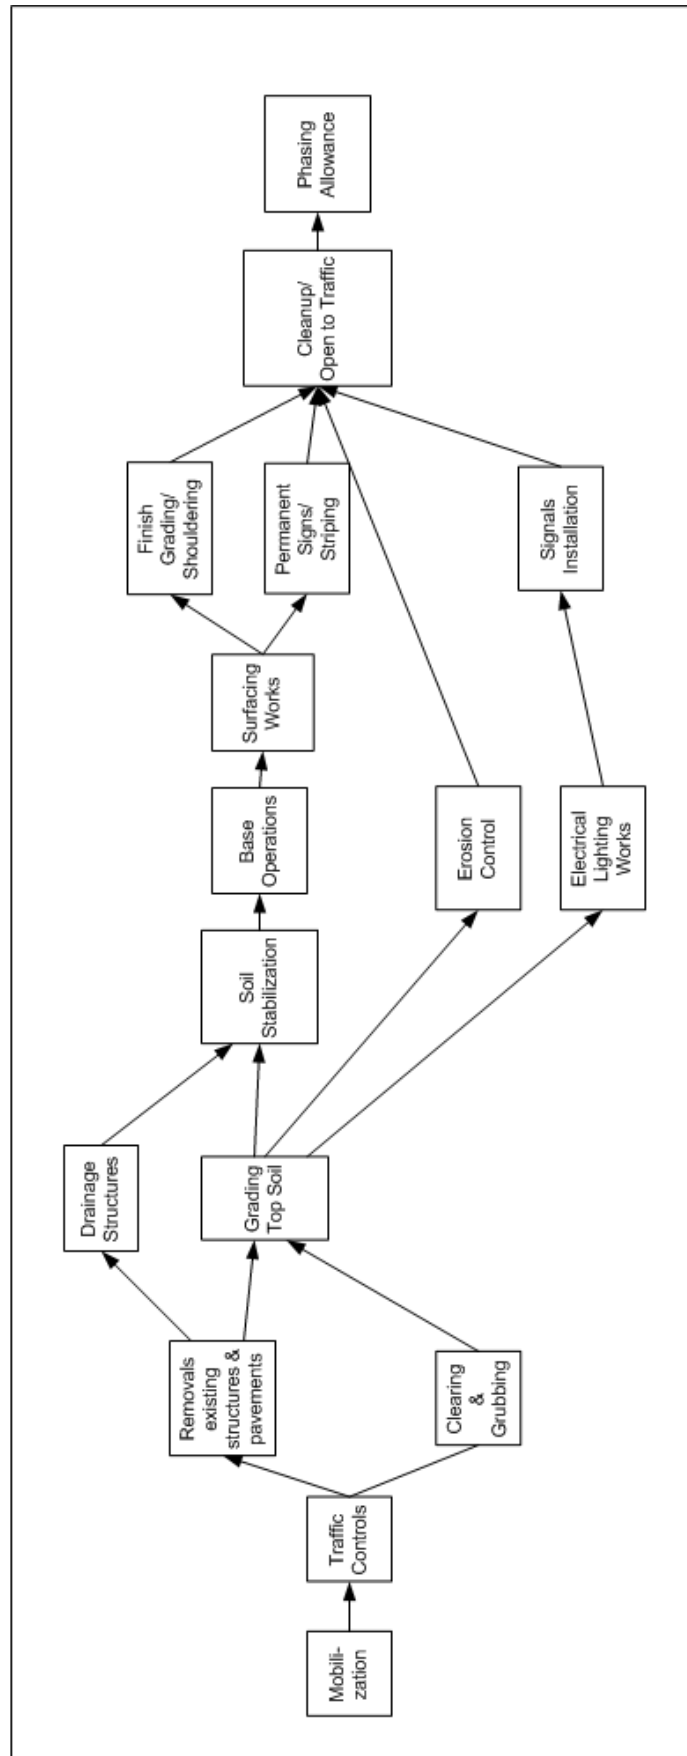 Mobili-
zation
Traffic
Controls
Removals
existing
structures &
pavements
Clearing
&
Grubbing
Drainage
Structures
Grading
Top Soil
Soil
Stabilization
Base
Operations
Erosion
Control
Electrical
Lighting
Works
Surfacing
Works
Finish
Grading/
Shouldering
Permanent
Signs/
Striping
Signals
Installation
Cleanup/
Open to Traffic
Phasing
Allowance